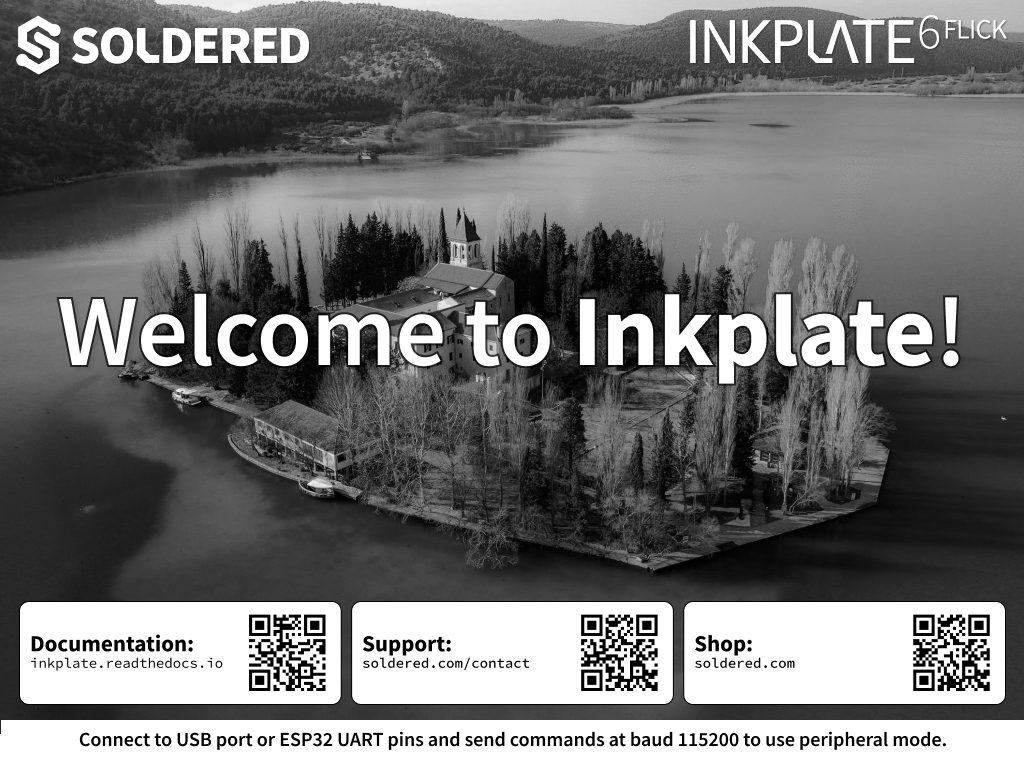 SOLDERED
INKPLATE 6 FLICK
Welcome to Inkplate!
Documentation:
inkplate.readthedocs.io
Support:
soldered.com/contact
Shop:
soldered.com
Connect to USB port or ESP32 UART pins and send commands at baud 115200 to use peripheral mode.